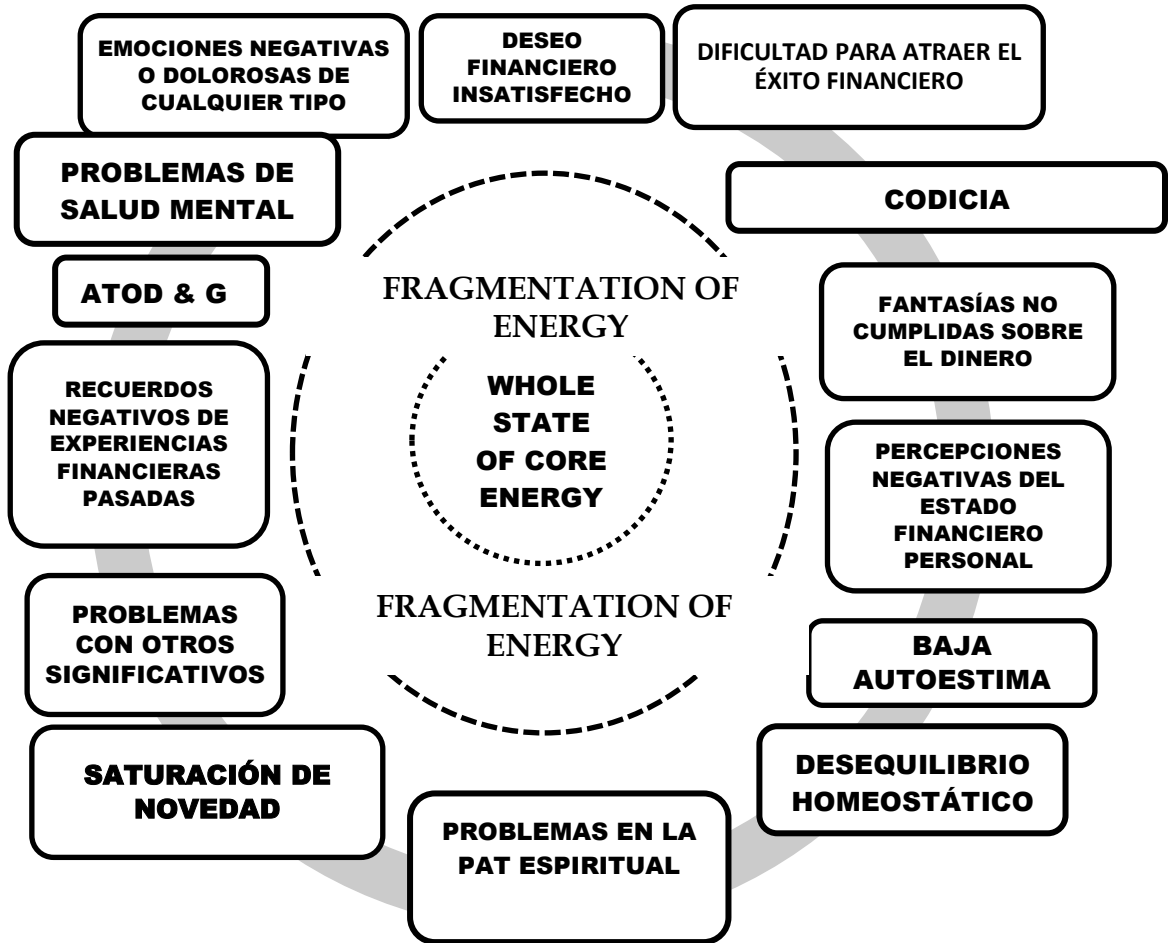 EMOCIONES NEGATIVAS
O DOLOROSAS DE
CUALQUIER TIPO
DESEO
FINANCIERO
INSATISFECHO
DIFICULTAD PARA ATRAER EL
ÉXITO FINANCIERO
PROBLEMAS DE
SALUD MENTAL
CODICIA
ATOD & G
FRAGMENTATION OF
ENERGY
FANTASÍAS NO
CUMPLIDAS SOBRE
EL DINERO
RECUERDOS
NEGATIVOS DE
EXPERIENCIAS
FINANCIERAS
PASADAS
WHOLE
STATE
OF CORE
ENERGY
PERCEPCIONES
NEGATIVAS DEL
ESTADO
FINANCIERO
PERSONAL
PROBLEMAS
CON OTROS
SIGNIFICATIVOS
FRAGMENTATION OF
ENERGY
BAJA
AUTOESTIMA
SATURACIÓN DE
NOVEDAD
DESEQUILIBRIO
HOMEOSTÁTICO
PROBLEMAS EN LA
PAT ESPIRITUAL